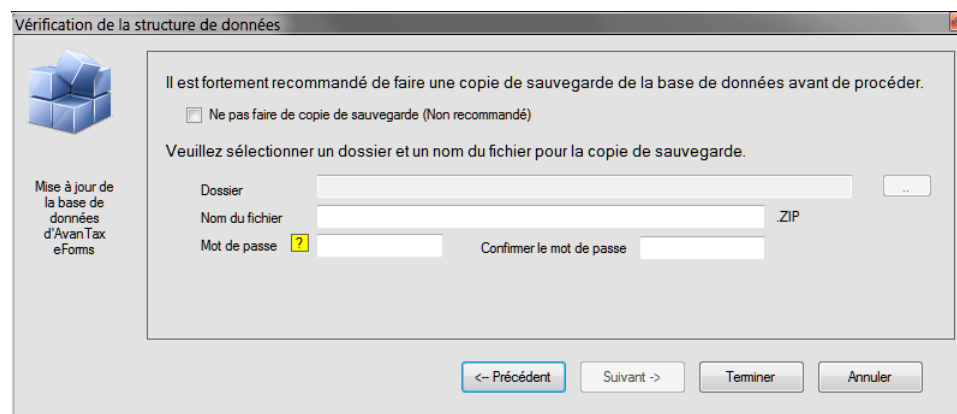 Vérification de la structure de données
Il est fortement recommandé de faire une copie de sauvegarde de la base de données avant de procéder.
Ne pas faire de copie de sauvegarde (Non recommandé)
Veuillez sélectionner un dossier et un nom du fichier pour la copie de sauvegarde.
Mise à jour de
la base de
données
d'AvanTax
eForms
Dossier
..
Nom du fichier
.ZIP
Mot de passe ?
Confirmer le mot de passe
<-- Précédent
Suivant ->
Terminer
Annuler